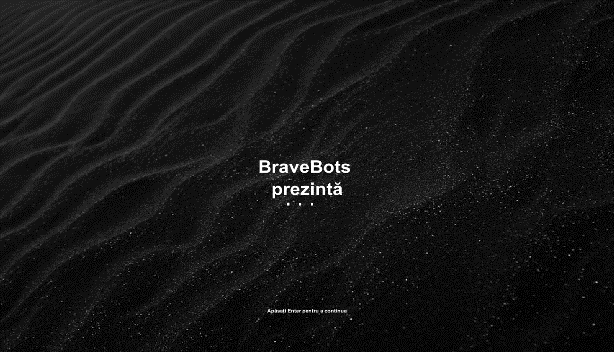 BraveBots
prezintă
...
Apăsați Enter pentru a continua